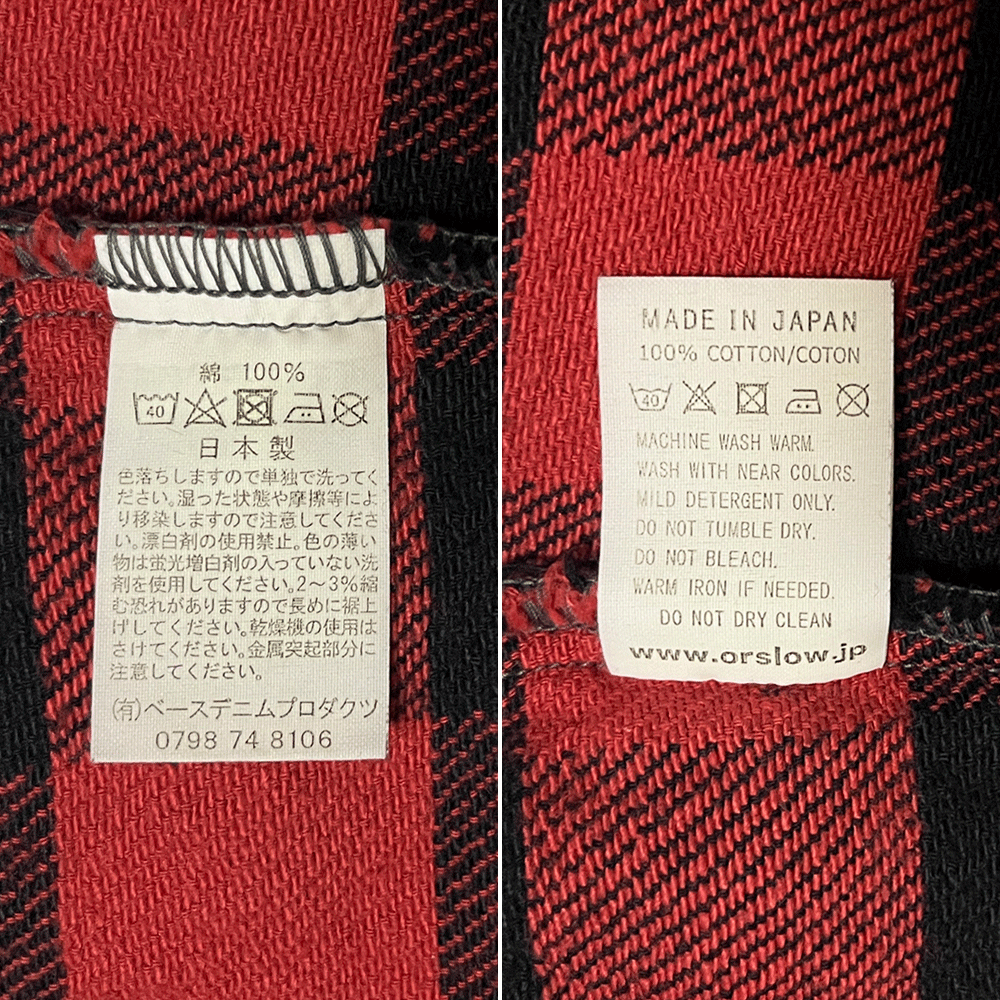 綿 100%
40
日本製
色落ちしますので単独で洗ってく
ださい。湿った状態や摩擦等によ
り移染しますので注意してくださ
い。漂白剤の使用禁止。色の薄い
物は蛍光増白剤の入っていない洗
剤を使用してください。2～3%縮
む恐れがありますので長めに裾上
げしてください。乾燥機の使用は
さけてください。金属突起部分に
注意してください。
(有)ベースデニムプロダクツ
0798 74 8106
MADE IN JAPAN
100% COTTON/COTON
40
MACHINE WASH WARM.
WASH WITH NEAR COLORS.
MILD DETERGENT ONLY.
DO NOT TUMBLE DRY.
DO NOT BLEACH.
WARM IRON IF NEEDED.
DO NOT DRY CLEAN
www.orslow.jp